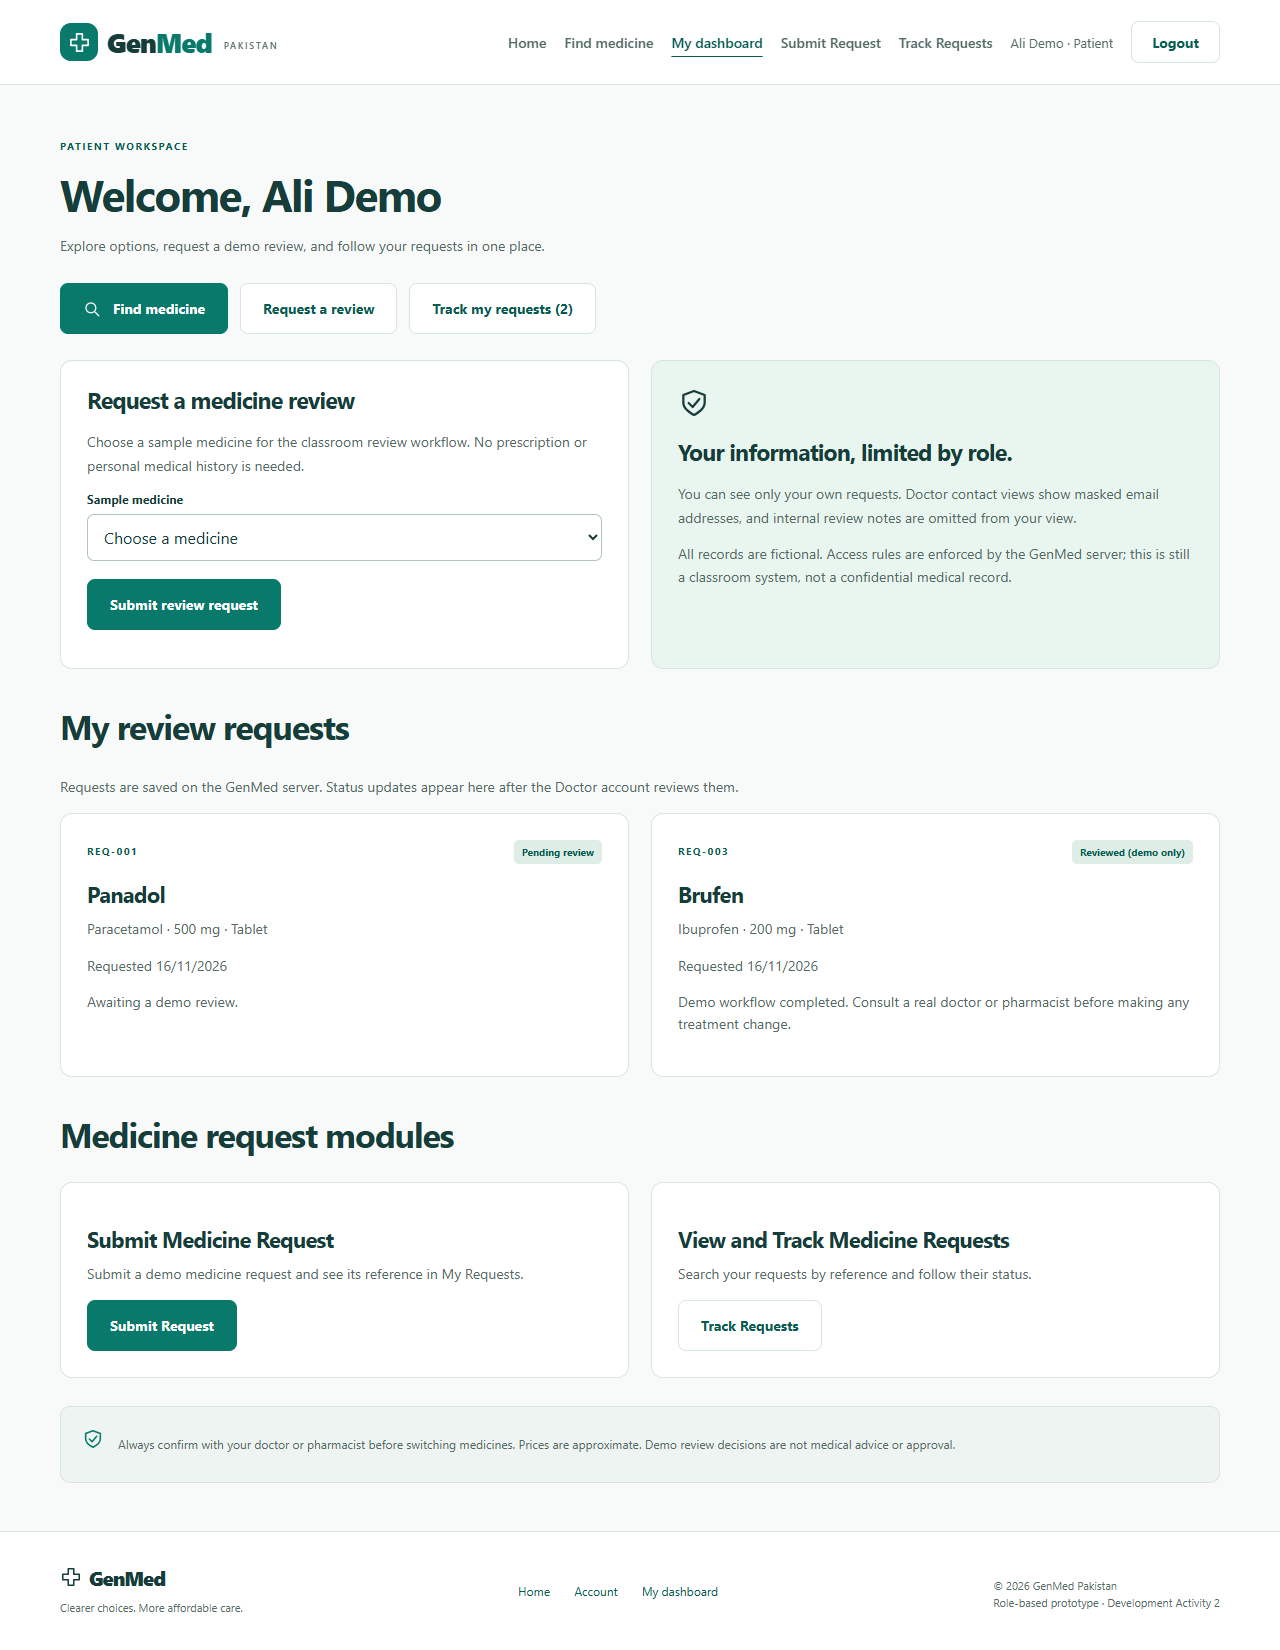 GenMed PAKISTAN
Home Find medicine My dashboard Submit Request Track Requests Ali Demo · Patient Logout
PATIENT WORKSPACE
Welcome, Ali Demo
Explore options, request a demo review, and follow your requests in one place.
Find medicine Request a review Track my requests (2)
Request a medicine review
Choose a sample medicine for the classroom review workflow. No prescription or
personal medical history is needed.
Sample medicine
Choose a medicine
Submit review request
Your information, limited by role.
You can see only your own requests. Doctor contact views show masked email
addresses, and internal review notes are omitted from your view.
All records are fictional. Access rules are enforced by the GenMed server; this is still
a classroom system, not a confidential medical record.
My review requests
Requests are saved on the GenMed server. Status updates appear here after the Doctor account reviews them.
REQ-001 Pending review
Panadol
Paracetamol · 500 mg · Tablet
Requested 16/11/2026
Awaiting a demo review.
REQ-003 Reviewed (demo only)
Brufen
Ibuprofen · 200 mg · Tablet
Requested 16/11/2026
Demo workflow completed. Consult a real doctor or pharmacist before making any
treatment change.
Medicine request modules
Submit Medicine Request
Submit a demo medicine request and see its reference in My Requests.
Submit Request
View and Track Medicine Requests
Search your requests by reference and follow their status.
Track Requests
Always confirm with your doctor or pharmacist before switching medicines. Prices are approximate. Demo review decisions are not medical advice or approval.
GenMed
Clearer choices. More affordable care.
Home Account My dashboard
© 2026 GenMed Pakistan
Role-based prototype · Development Activity 2